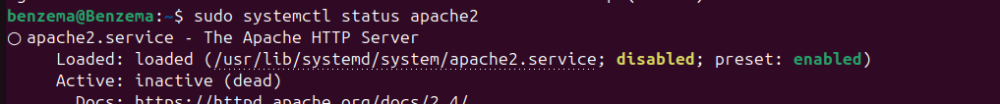 benzema@Benzema:~$ sudo systemctl status apache2
○ apache2.service - The Apache HTTP Server
Loaded: loaded (/usr/lib/systemd/system/apache2.service; disabled; preset: enabled)
Active: inactive (dead)
Docs: https://httpd.apache.org/docs/2.4/